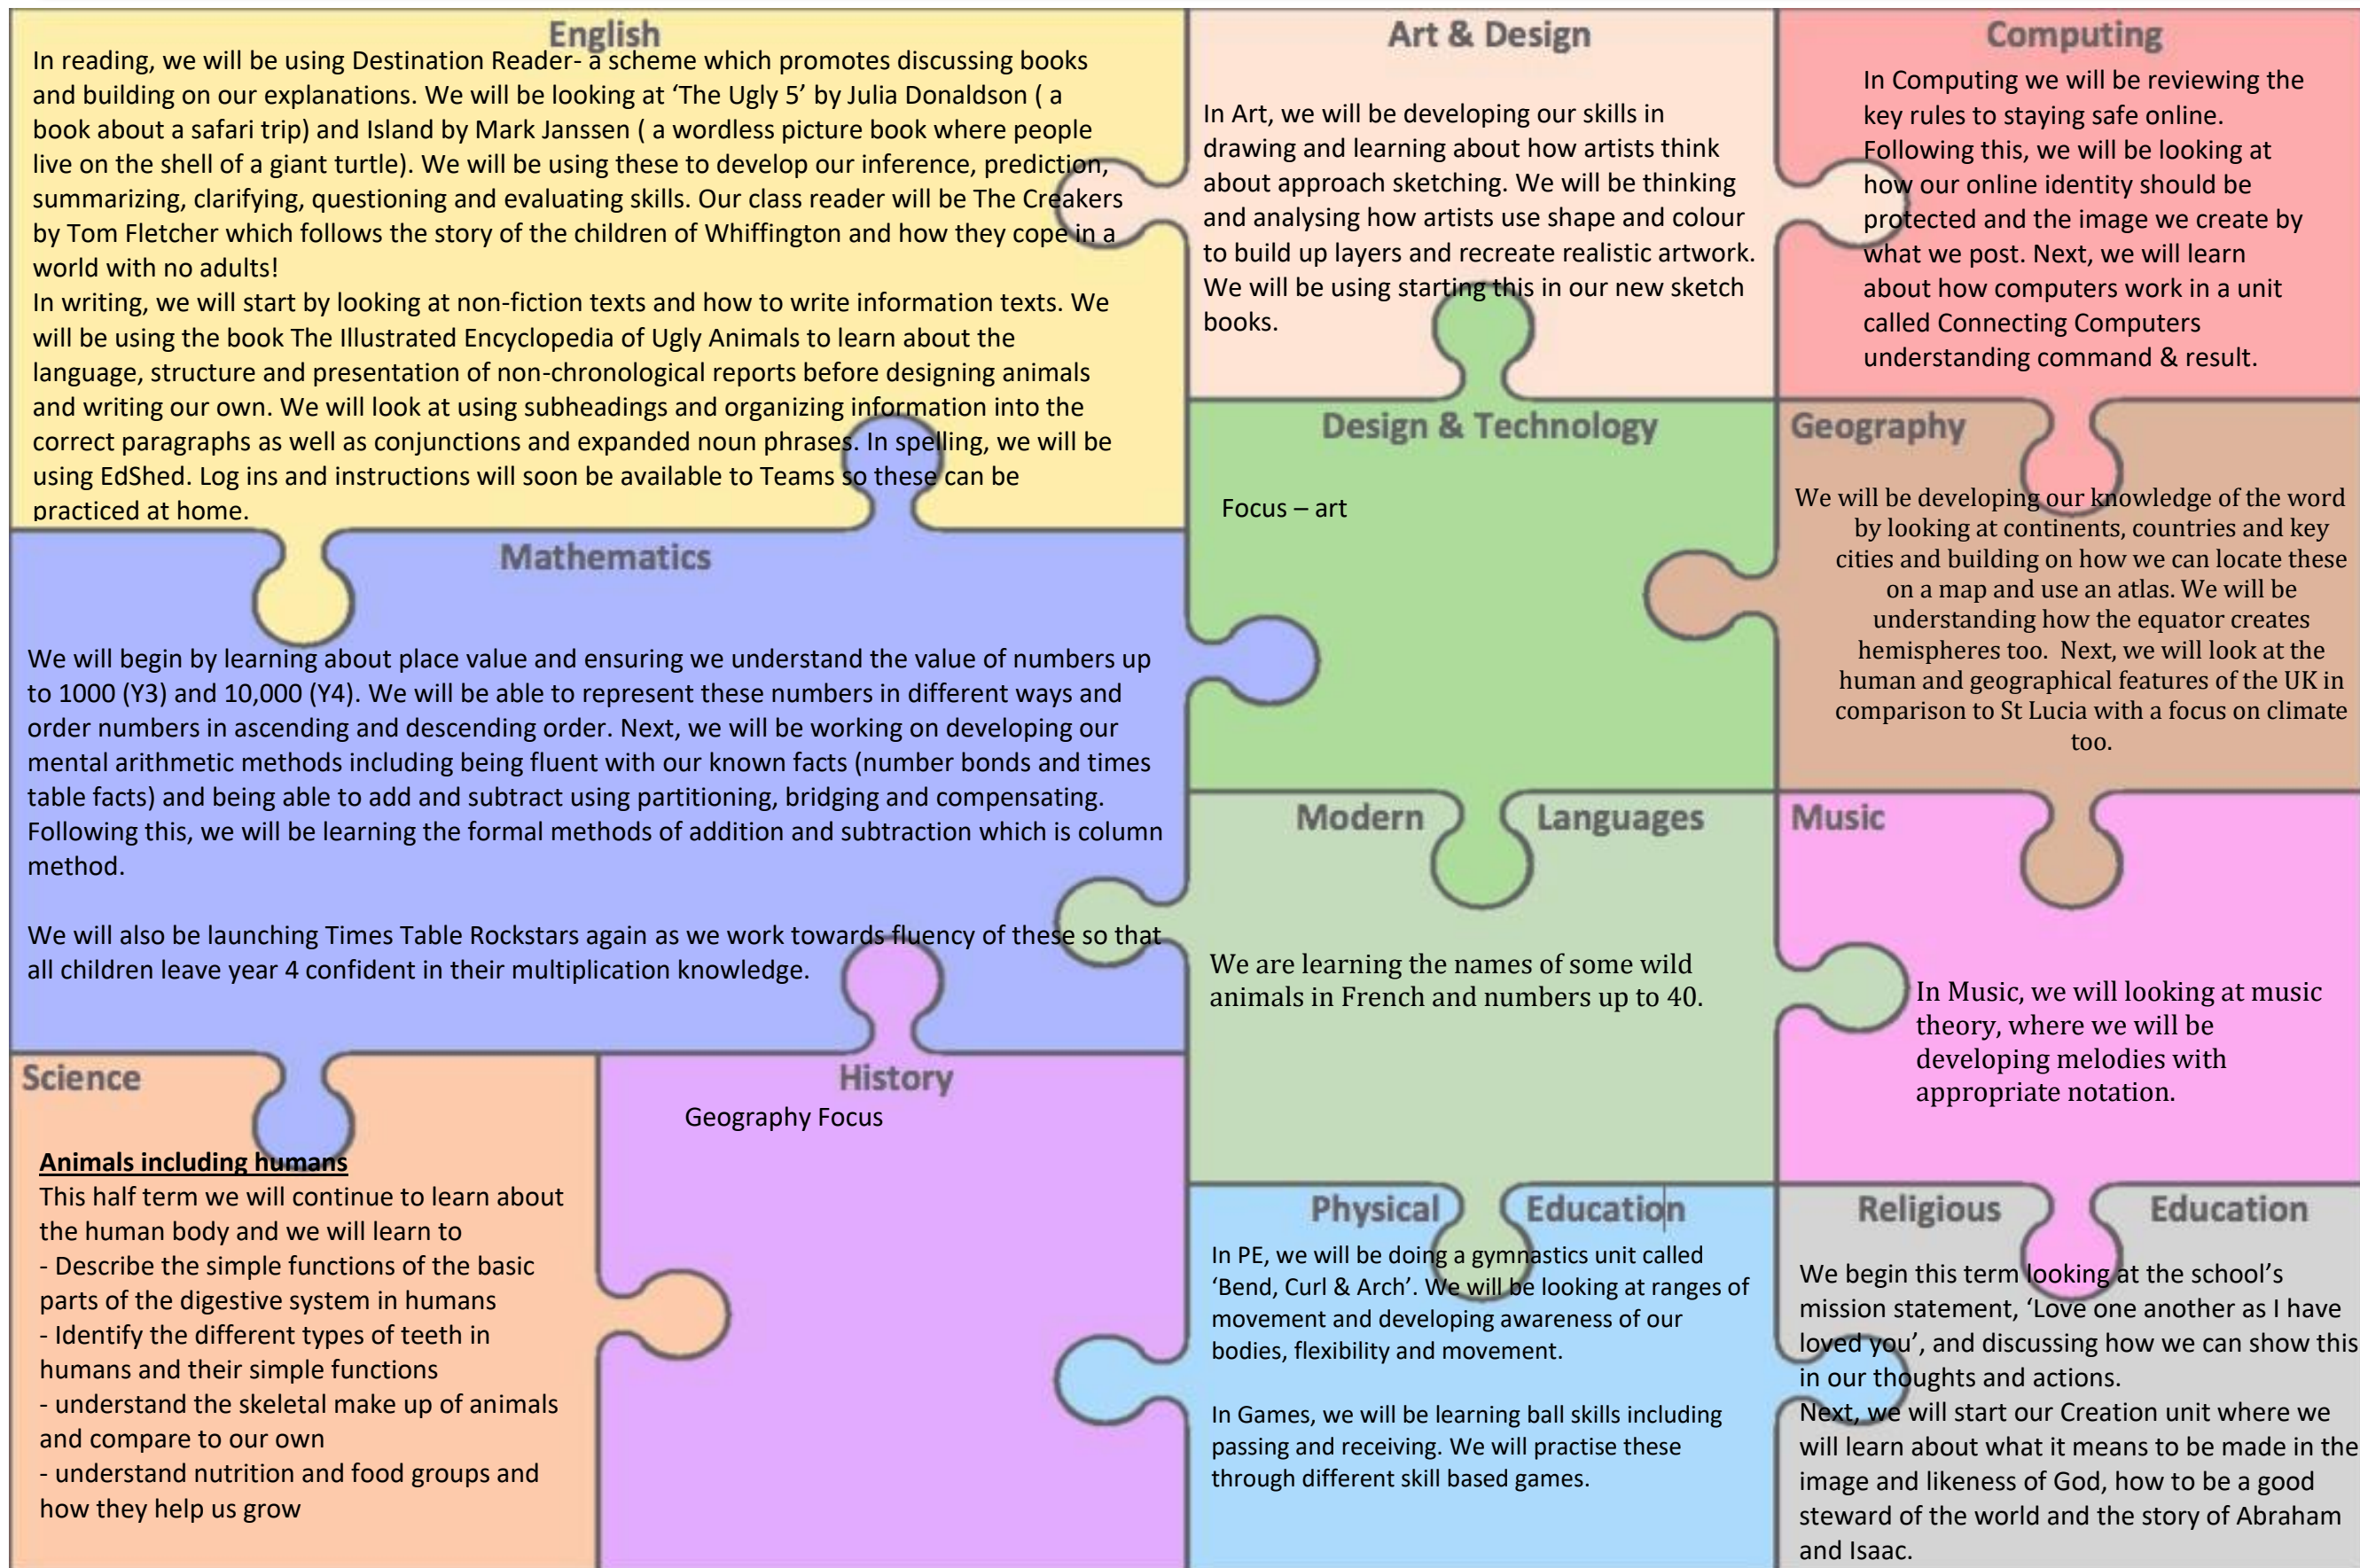 English
In reading, we will be using Destination Reader- a scheme which promotes discussing books
and building on our explanations. We will be looking at ‘The Ugly 5’ by Julia Donaldson ( a
book about a safari trip) and Island by Mark Janssen ( a wordless picture book where people
live on the shell of a giant turtle). We will be using these to develop our inference, prediction,
summarizing, clarifying, questioning and evaluating skills. Our class reader will be The Creakers
by Tom Fletcher which follows the story of the children of Whiffington and how they cope in a
world with no adults!
In writing, we will start by looking at non-fiction texts and how to write information texts. We
will be using the book The Illustrated Encyclopedia of Ugly Animals to learn about the
language, structure and presentation of non-chronological reports before designing animals
and writing our own. We will look at using subheadings and organizing information into the
correct paragraphs as well as conjunctions and expanded noun phrases. In spelling, we will be
using EdShed. Log ins and instructions will soon be available to Teams so these can be
practiced at home.
Art & Design
In Art, we will be developing our skills in
drawing and learning about how artists think
about approach sketching. We will be thinking
and analysing how artists use shape and colour
to build up layers and recreate realistic artwork.
We will be using starting this in our new sketch
books.
Computing
In Computing we will be reviewing the
key rules to staying safe online.
Following this, we will be looking at
how our online identity should be
protected and the image we create by
what we post. Next, we will learn
about how computers work in a unit
called Connecting Computers
understanding command & result.
Design & Technology
Focus – art
Geography
We will be developing our knowledge of the word
by looking at continents, countries and key
cities and building on how we can locate these
on a map and use an atlas. We will be
understanding how the equator creates
hemispheres too.  Next, we will look at the
human and geographical features of the UK in
comparison to St Lucia with a focus on climate
too.
Mathematics
We will begin by learning about place value and ensuring we understand the value of numbers up
to 1000 (Y3) and 10,000 (Y4). We will be able to represent these numbers in different ways and
order numbers in ascending and descending order. Next, we will be working on developing our
mental arithmetic methods including being fluent with our known facts (number bonds and times
table facts) and being able to add and subtract using partitioning, bridging and compensating.
Following this, we will be learning the formal methods of addition and subtraction which is column
method.
We will also be launching Times Table Rockstars again as we work towards fluency of these so that
all children leave year 4 confident in their multiplication knowledge.
Modern Languages
We are learning the names of some wild
animals in French and numbers up to 40.
Music
In Music, we will looking at music
theory, where we will be
developing melodies with
appropriate notation.
Science
Animals including humans
This half term we will continue to learn about
the human body and we will learn to
- Describe the simple functions of the basic
parts of the digestive system in humans
- Identify the different types of teeth in
humans and their simple functions
- understand the skeletal make up of animals
and compare to our own
- understand nutrition and food groups and
how they help us grow
History
Geography Focus
Physical Education
In PE, we will be doing a gymnastics unit called
‘Bend, Curl & Arch’. We will be looking at ranges of
movement and developing awareness of our
bodies, flexibility and movement.
In Games, we will be learning ball skills including
passing and receiving. We will practise these
through different skill based games.
Religious Education
We begin this term looking at the school’s
mission statement, ‘Love one another as I have
loved you’, and discussing how we can show this
in our thoughts and actions.
Next, we will start our Creation unit where we
will learn about what it means to be made in the
image and likeness of God, how to be a good
steward of the world and the story of Abraham
and Isaac.